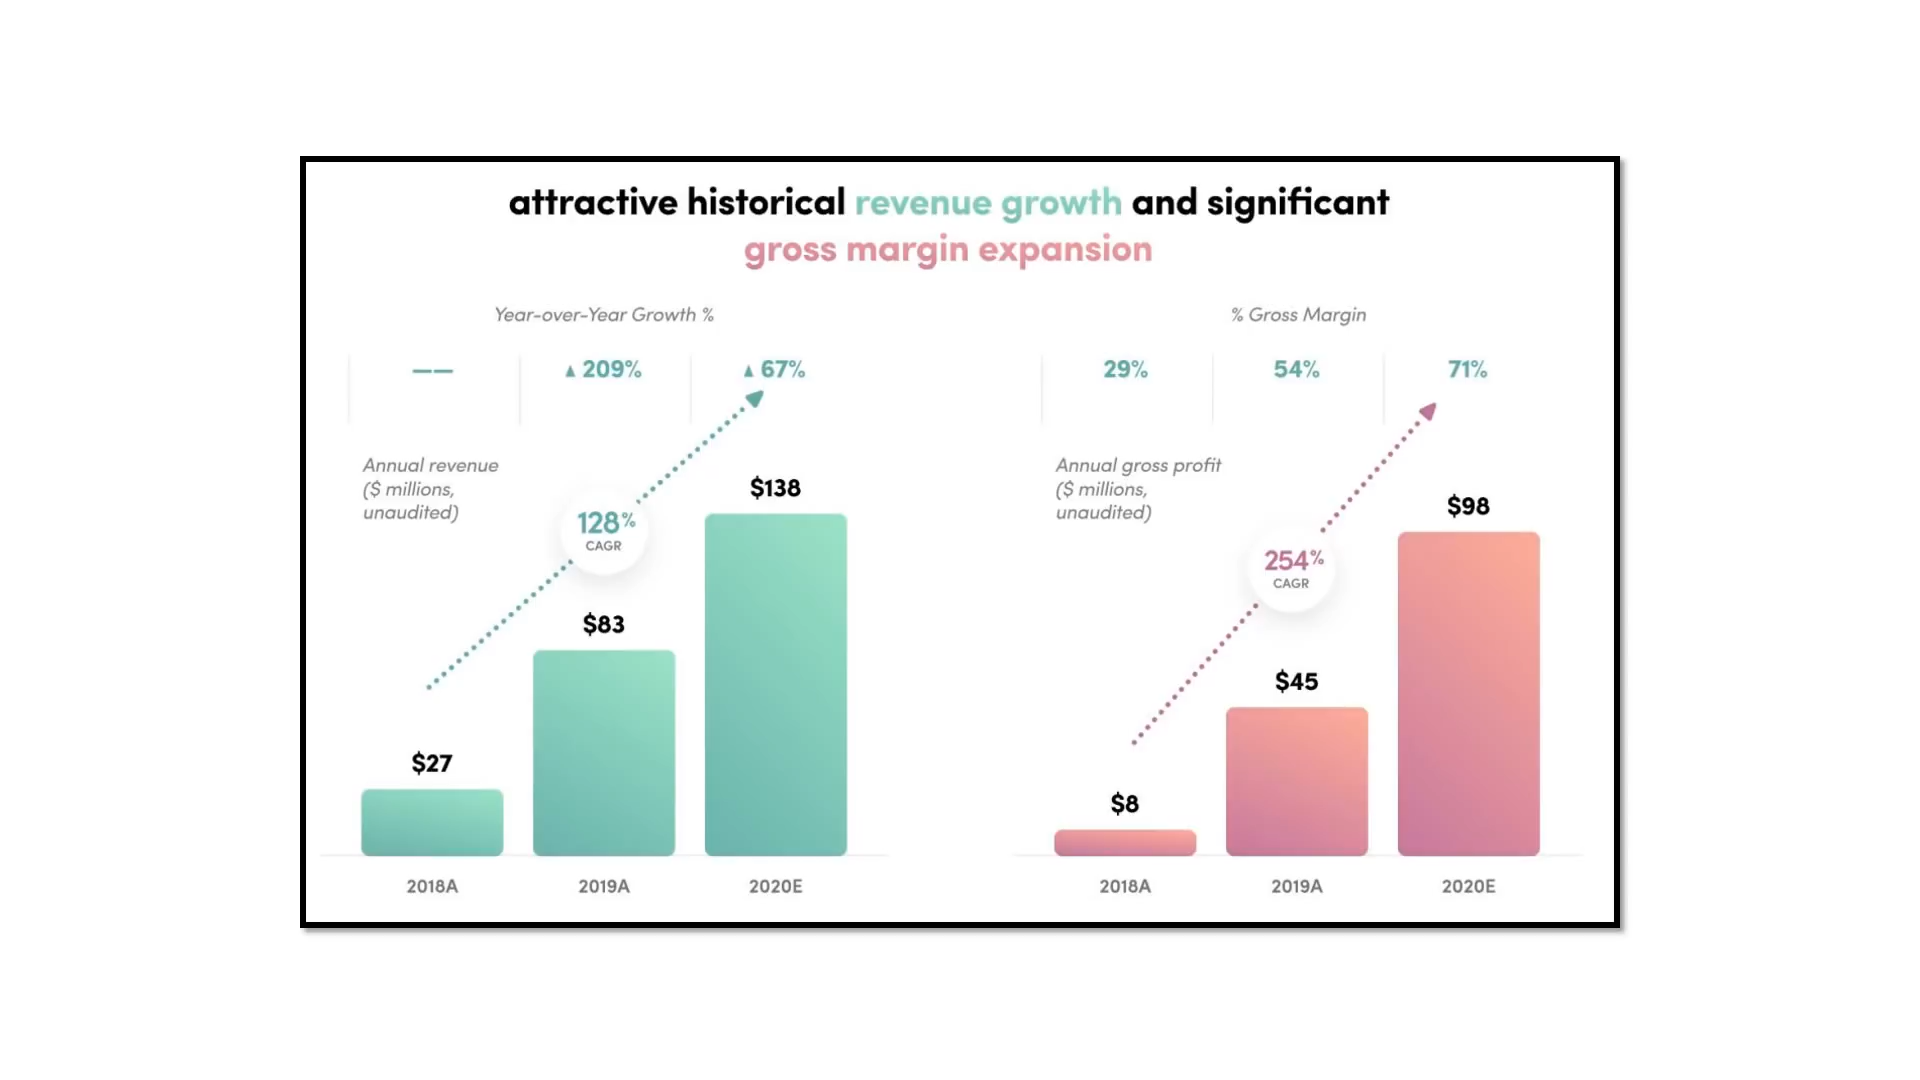 attractive historical revenue growth and significant
gross margin expansion
Year-over-Year Growth %
——
▲ 209%
▲ 67%
Annual revenue
($ millions,
unaudited)
128%
CAGR
$27
$83
$138
2018A
2019A
2020E
% Gross Margin
29%
54%
71%
Annual gross profit
($ millions,
unaudited)
254%
CAGR
$8
$45
$98
2018A
2019A
2020E